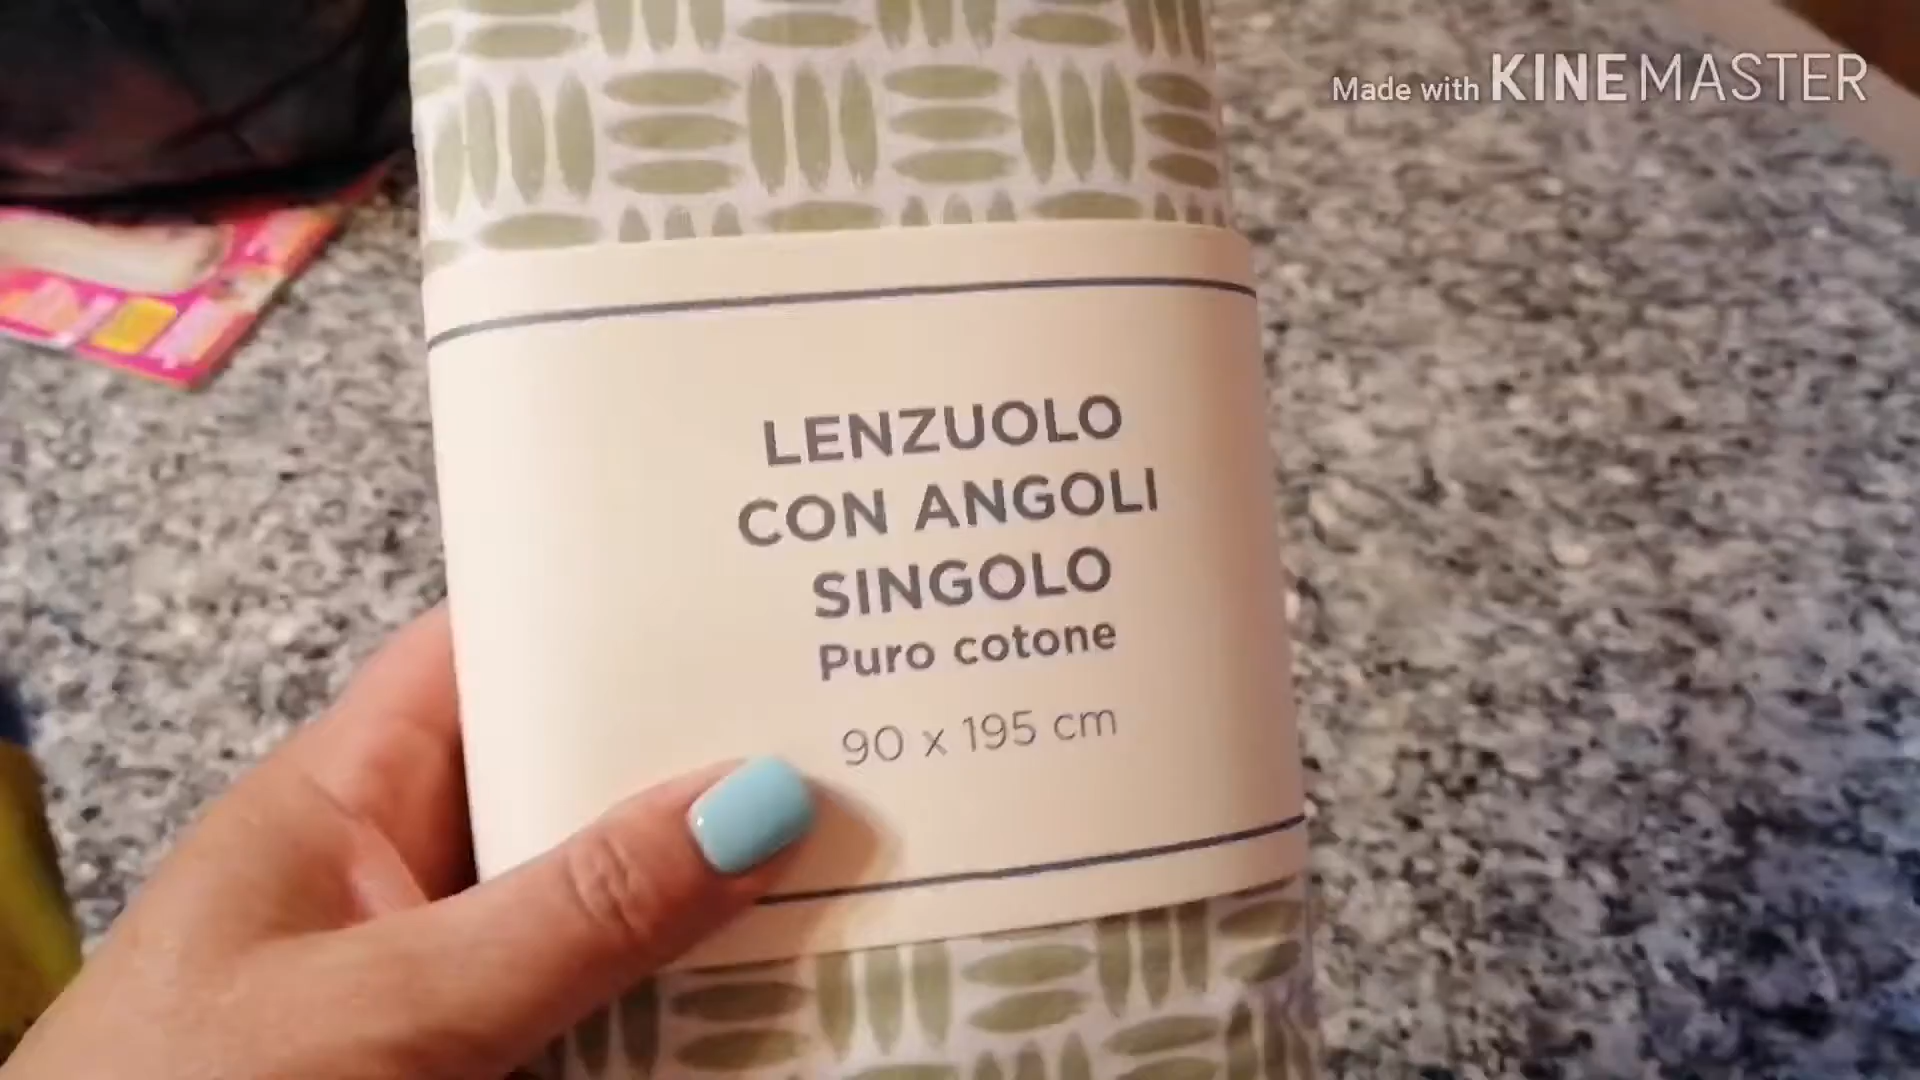 Made with KINEMASTER
LENZUOLO
CON ANGOLI
SINGOLO
Puro cotone
90 x 195 cm